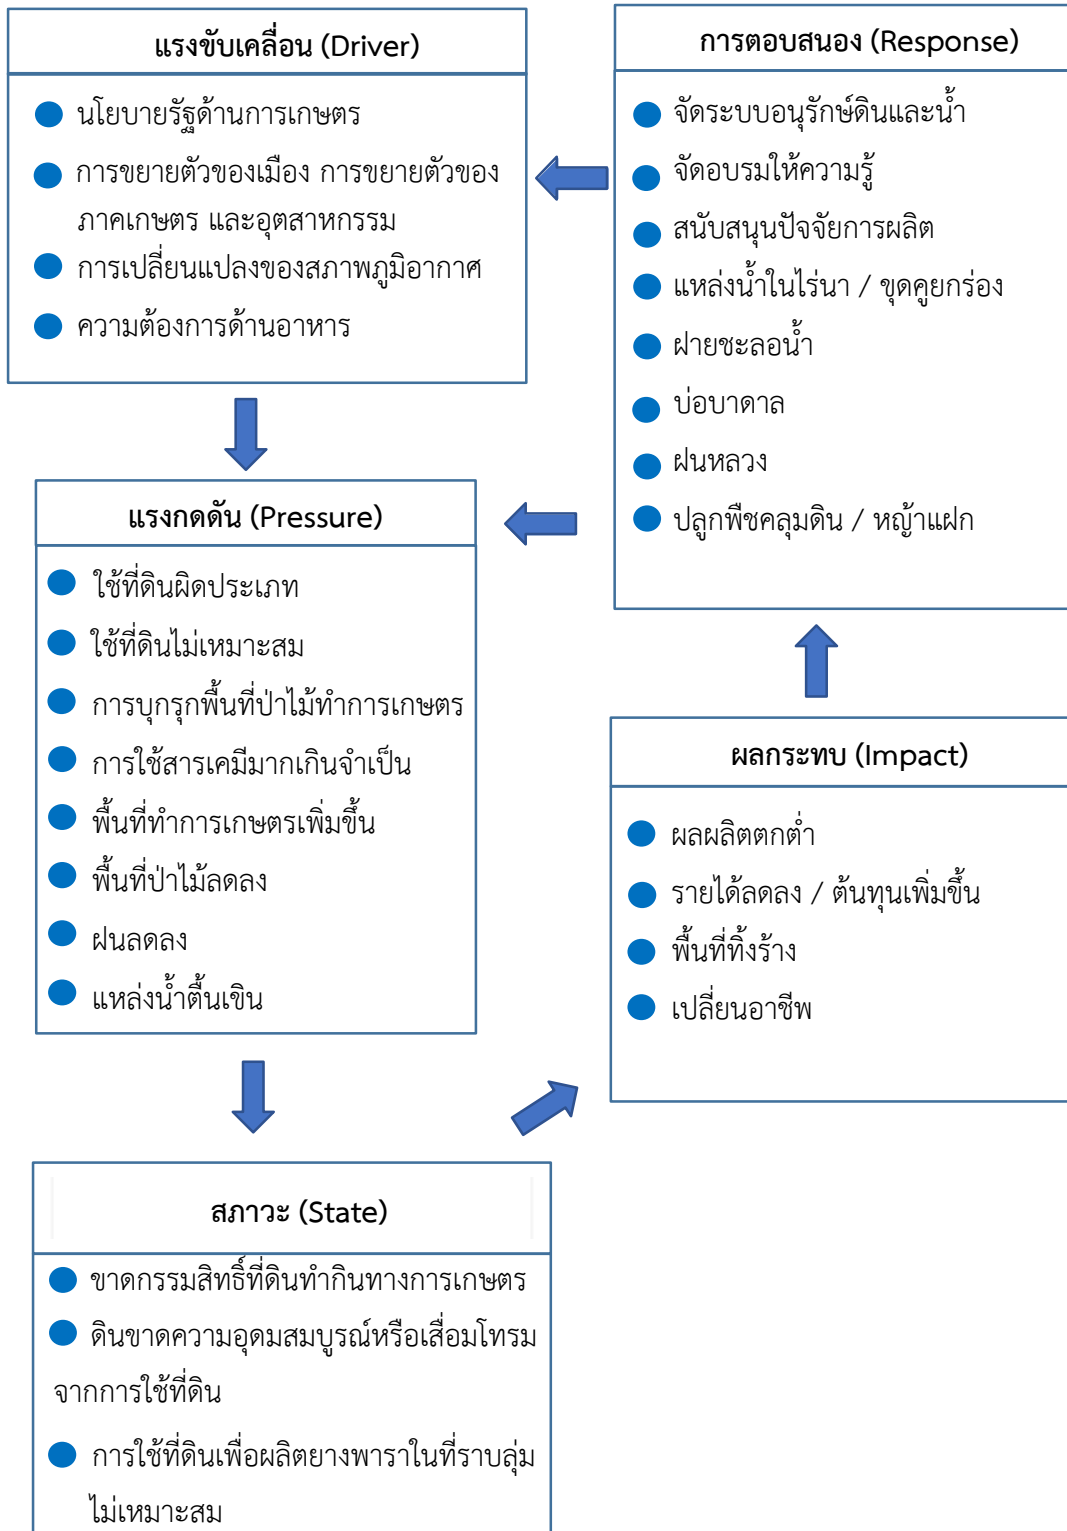 แรงขับเคลื่อน (Driver)
นโยบายรัฐด้านการเกษตร
การขยายตัวของเมือง การขยายตัวของ
ภาคเกษตร และอุตสาหกรรม
การเปลี่ยนแปลงของสภาพภูมิอากาศ
ความต้องการด้านอาหาร
การตอบสนอง (Response)
จัดระบบอนุรักษ์ดินและน้ำ
จัดอบรมให้ความรู้
สนับสนุนปัจจัยการผลิต
แหล่งน้ำในไร่นา / ขุดคูยกร่อง
ฝายชะลอน้ำ
บ่อบาดาล
ฝนหลวง
ปลูกพืชคลุมดิน / หญ้าแฝก
แรงกดดัน (Pressure)
ใช้ที่ดินผิดประเภท
ใช้ที่ดินไม่เหมาะสม
การบุกรุกพื้นที่ป่าไม้ทำการเกษตร
การใช้สารเคมีมากเกินจำเป็น
พื้นที่ทำการเกษตรเพิ่มขึ้น
พื้นที่ป่าไม้ลดลง
ฝนลดลง
แหล่งน้ำตื้นเขิน
ผลกระทบ (Impact)
ผลผลิตตกต่ำ
รายได้ลดลง / ต้นทุนเพิ่มขึ้น
พื้นที่ทิ้งร้าง
เปลี่ยนอาชีพ
สภาวะ (State)
ขาดกรรมสิทธิ์ที่ดินทำกินทางการเกษตร
ดินขาดความอุดมสมบูรณ์หรือเสื่อมโทรม
จากการใช้ที่ดิน
การใช้ที่ดินเพื่อผลิตยางพาราในที่ราบลุ่ม
ไม่เหมาะสม